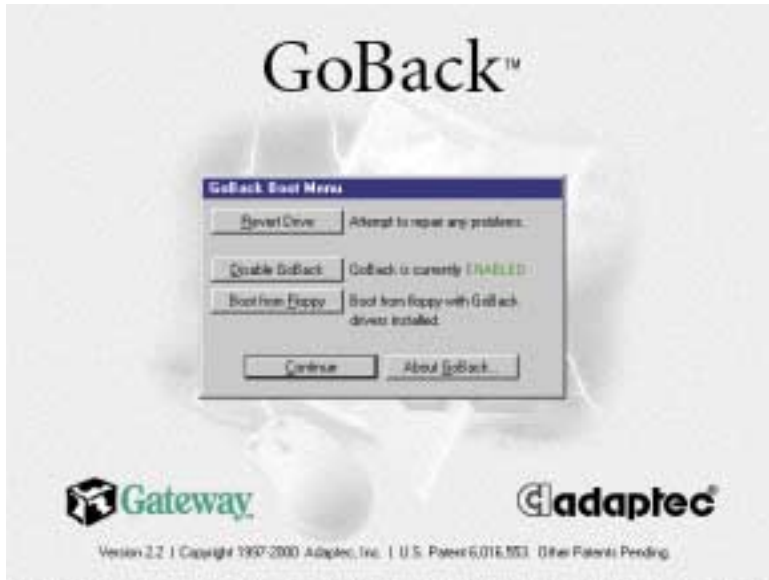 GoBack™
GoBack Boot Menu
Revert Drive Attempt to repair any problems.
Disable GoBack GoBack is currently ENABLED
Boot from Floppy Boot from floppy with GoBack
drivers installed.
Continue About GoBack...
Gateway adaptec®
Version 2.2 | Copyright 1997-2000 Adaptec, Inc. | U.S. Patent 6,016,553. Other Patents Pending.